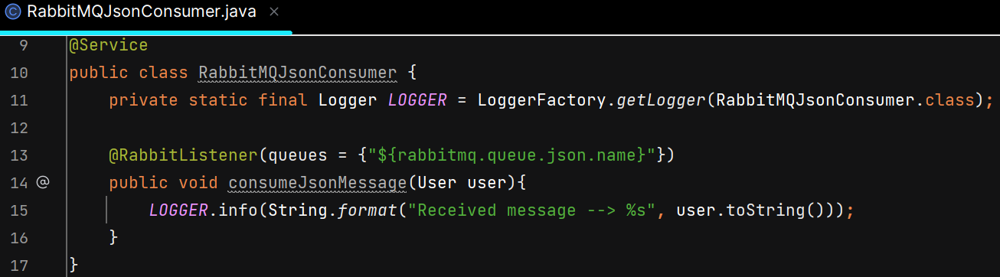 RabbitMQJsonConsumer.java
9 @Service
10 public class RabbitMQJsonConsumer {
11 private static final Logger LOGGER = LoggerFactory.getLogger(RabbitMQJsonConsumer.class);
12
13 @RabbitListener(queues = {"${rabbitmq.queue.json.name}"})
14 @ public void consumeJsonMessage(User user){
15 LOGGER.info(String.format("Received message --> %s", user.toString()));
16 }
17 }